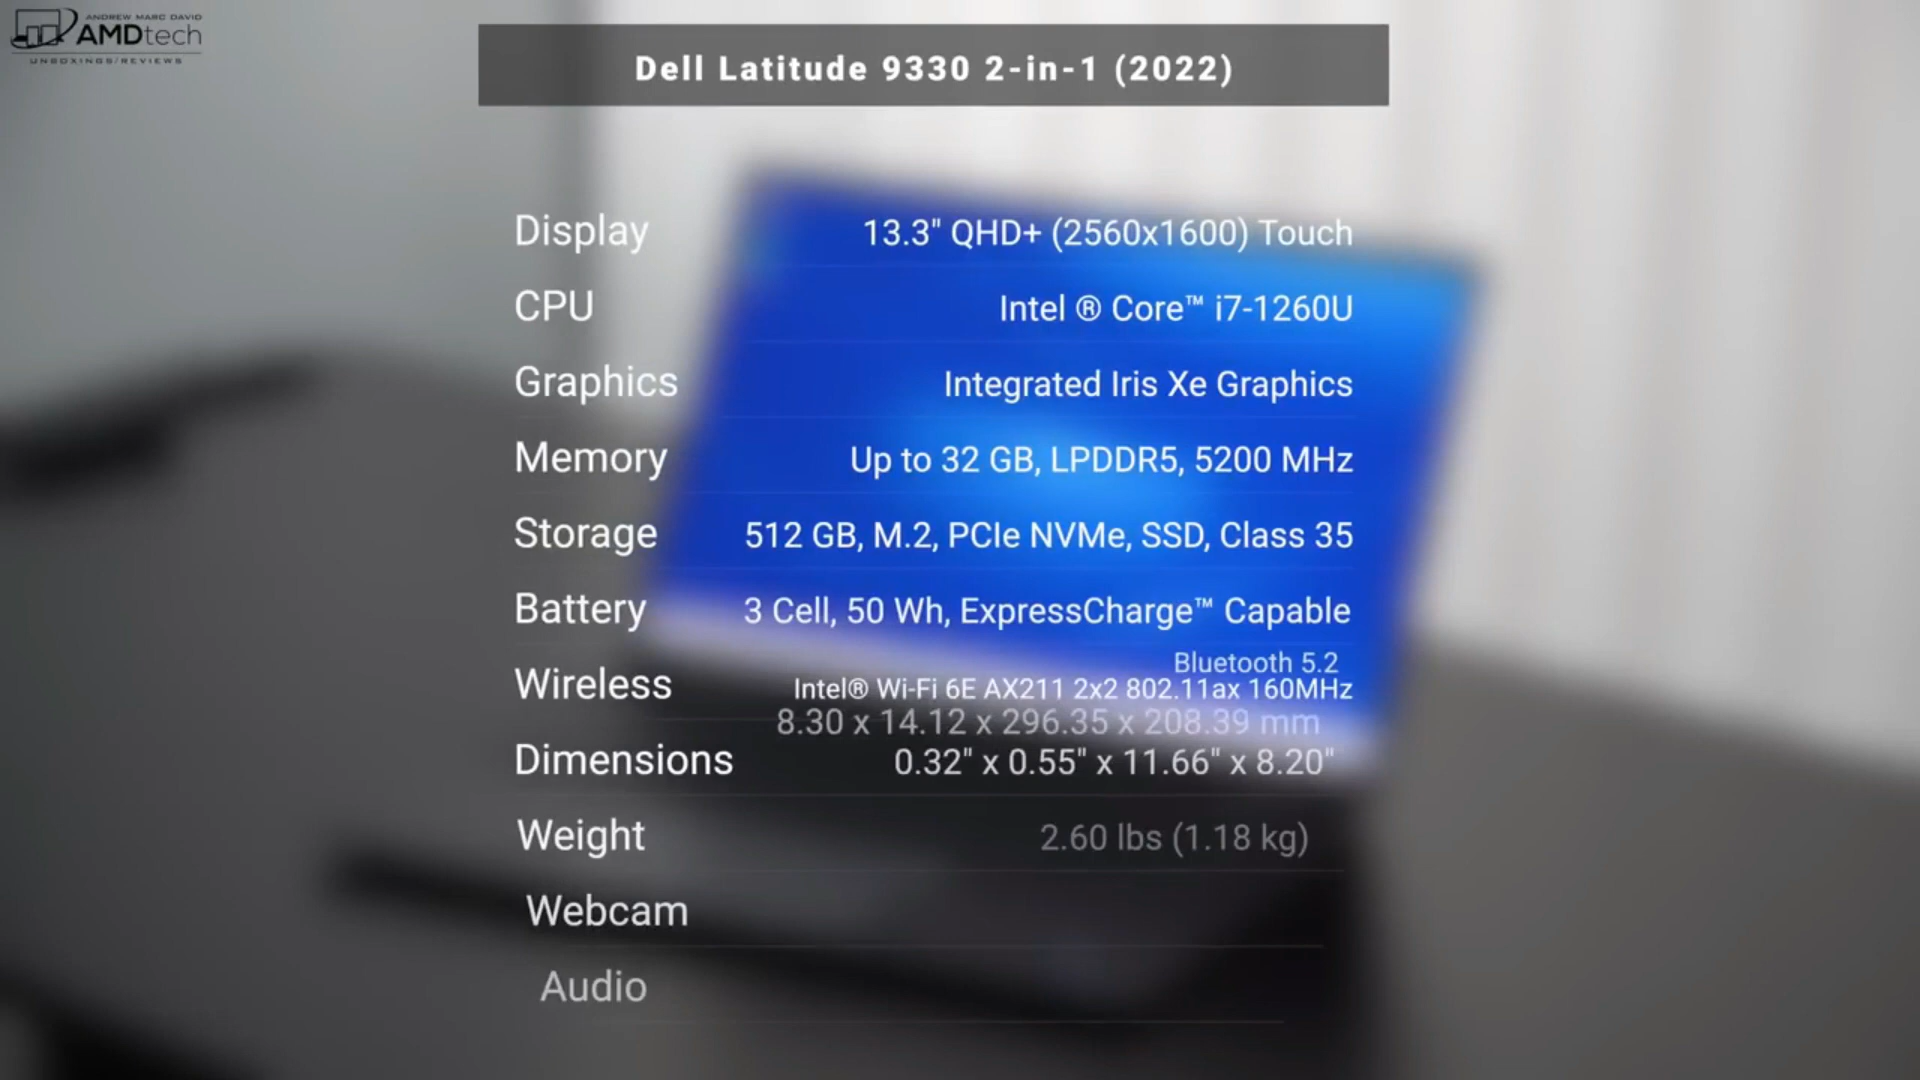 ANDREW MARC DAVID
AMDtech
UNBOXINGS/REVIEWS
Dell Latitude 9330 2-in-1 (2022)
Display 13.3" QHD+ (2560x1600) Touch
CPU Intel ® Core™ i7-1260U
Graphics Integrated Iris Xe Graphics
Memory Up to 32 GB, LPDDR5, 5200 MHz
Storage 512 GB, M.2, PCIe NVMe, SSD, Class 35
Battery 3 Cell, 50 Wh, ExpressCharge™ Capable
Bluetooth 5.2
Wireless Intel® Wi-Fi 6E AX211 2x2 802.11ax 160MHz
8.30 x 14.12 x 296.35 x 208.39 mm
Dimensions 0.32" x 0.55" x 11.66" x 8.20"
Weight 2.60 lbs (1.18 kg)
Webcam
Audio